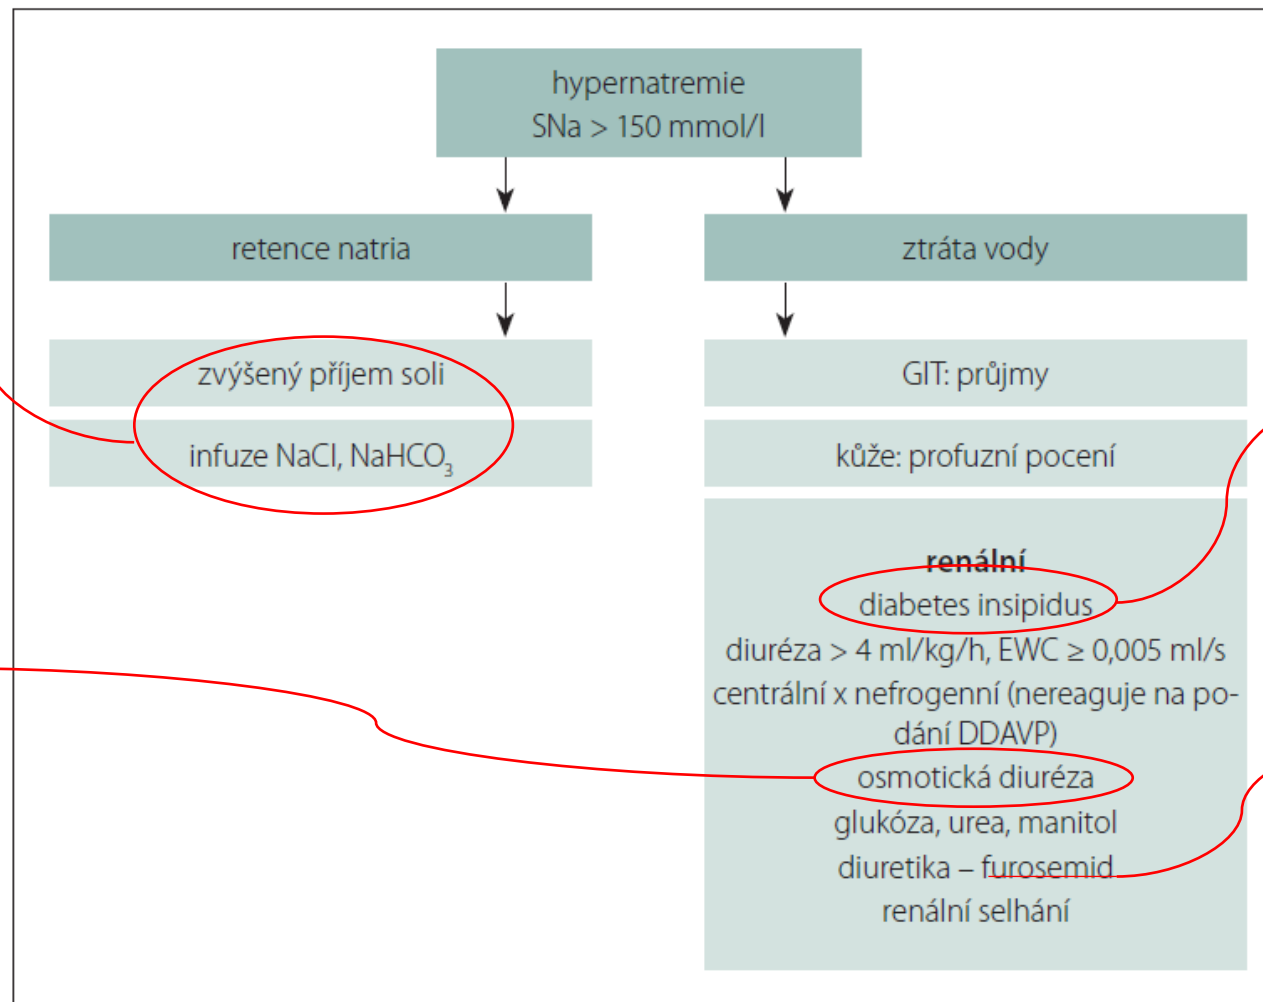 hypernatremie
SNa > 150 mmol/l
retence natria
ztráta vody
zvýšený příjem soli
infuze NaCl, NaHCO₃
GIT: průjmy
kůže: profuzní pocení
renální
diabetes insipidus
diuréza > 4 ml/kg/h, EWC ≥ 0,005 ml/s
centrální x nefrogenní (nereaguje na po-
dání DDAVP)
osmotická diuréza
glukóza, urea, manitol
diuretika – furosemid
renální selhání